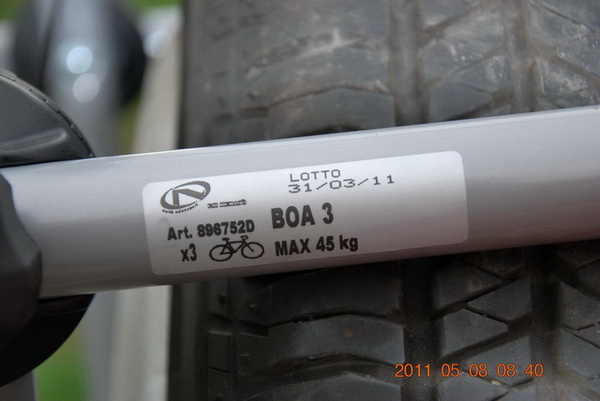 LOTTO
31/03/11
Art. 896752D BOA 3
x3 MAX 45 kg
2011 05 08 08:40